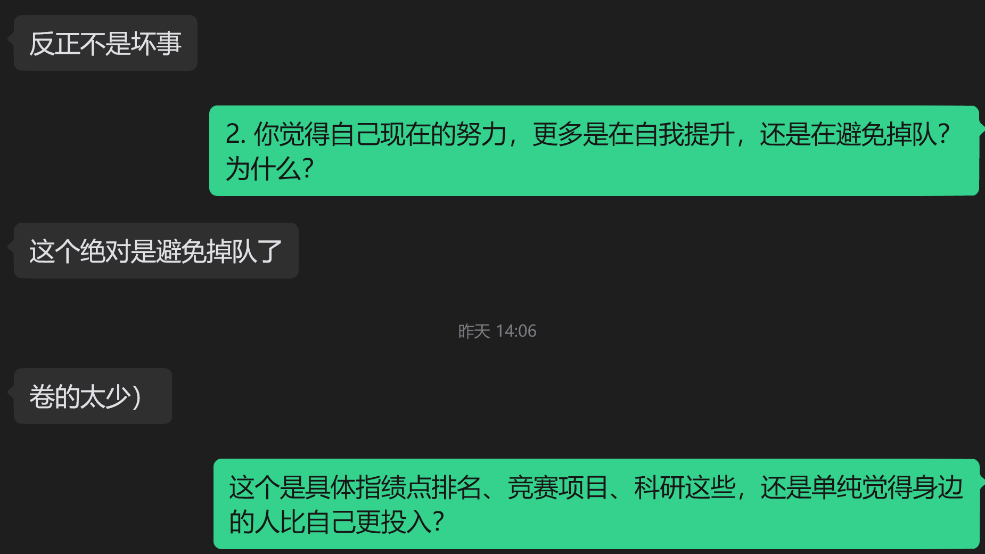 反正不是坏事
2. 你觉得自己现在的努力，更多是在自我提升，还是在避免掉队？
为什么？
这个绝对是避免掉队了
昨天 14:06
卷的太少）
这个是具体指绩点排名、竞赛项目、科研这些，还是单纯觉得身边
的人比自己更投入？